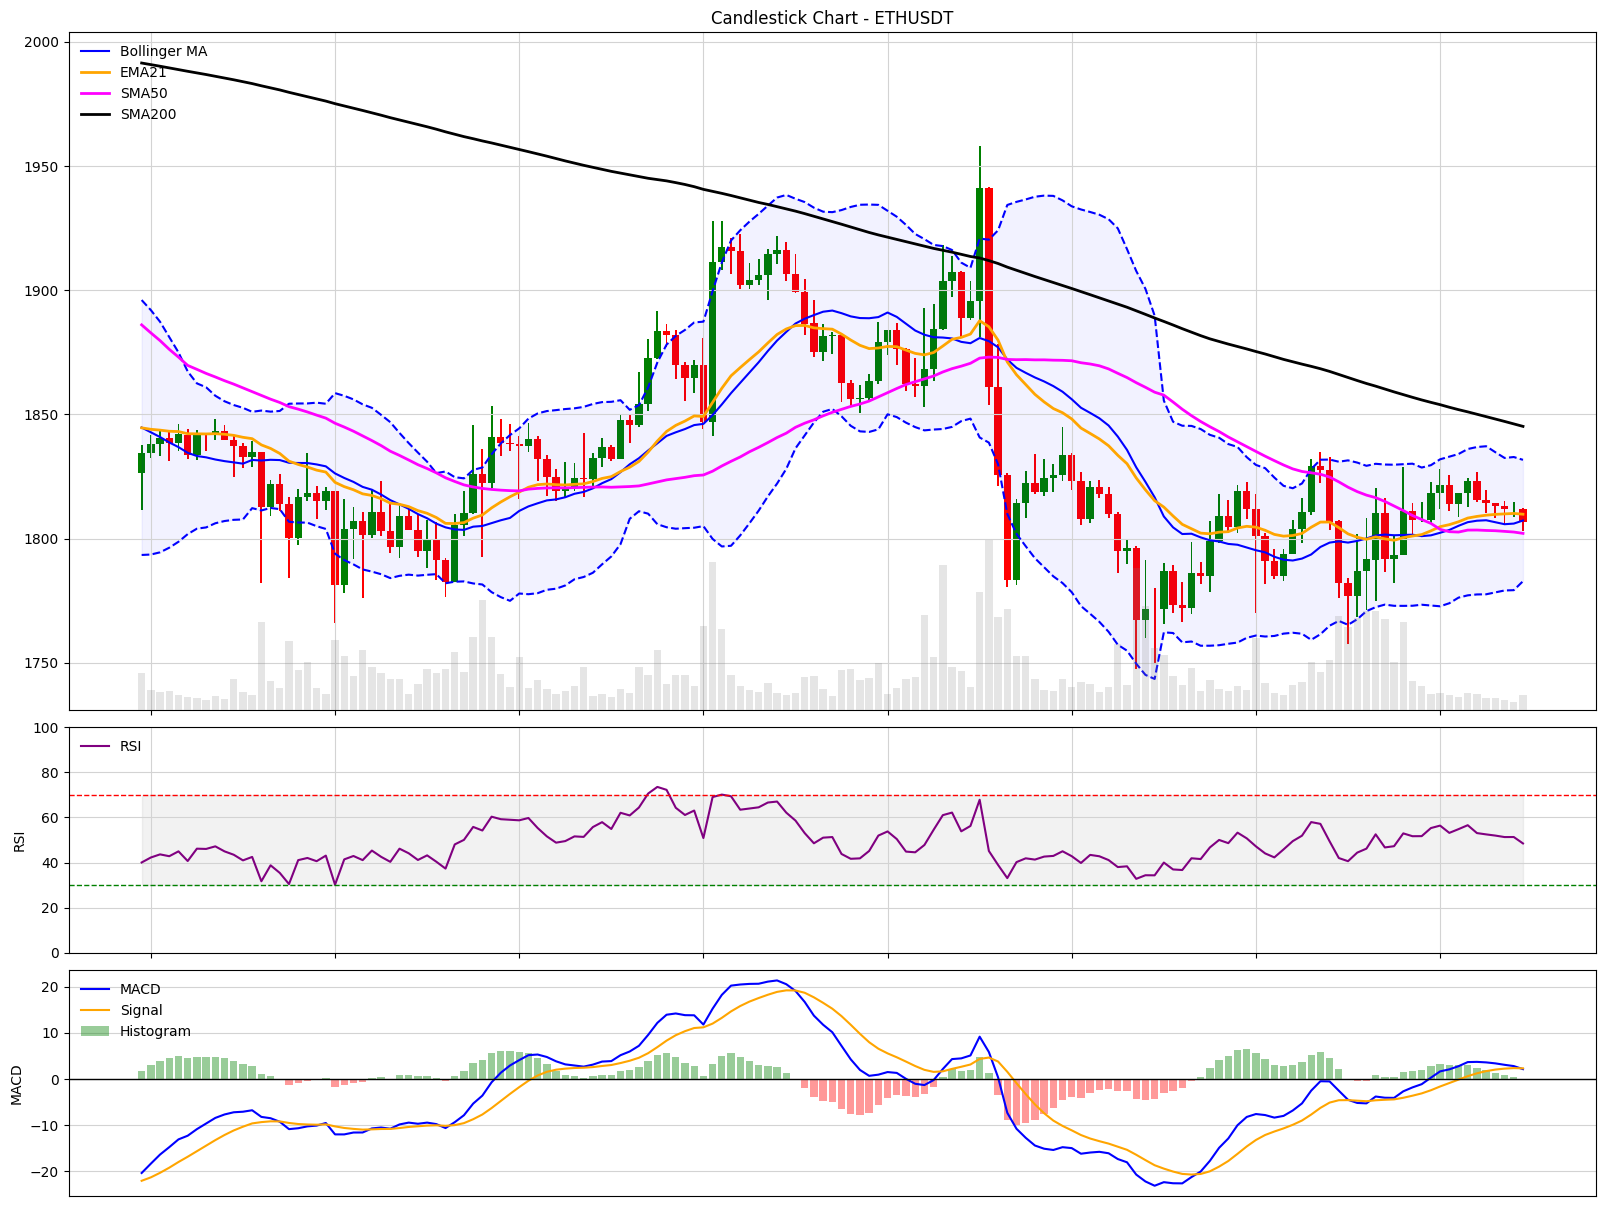 Candlestick Chart - ETHUSDT
Bollinger MA
EMA21
SMA50
SMA200
2000
1950
1900
1850
1800
1750
RSI
100
80
60
40
20
0
RSI
MACD
Signal
Histogram
20
10
0
−10
−20
MACD